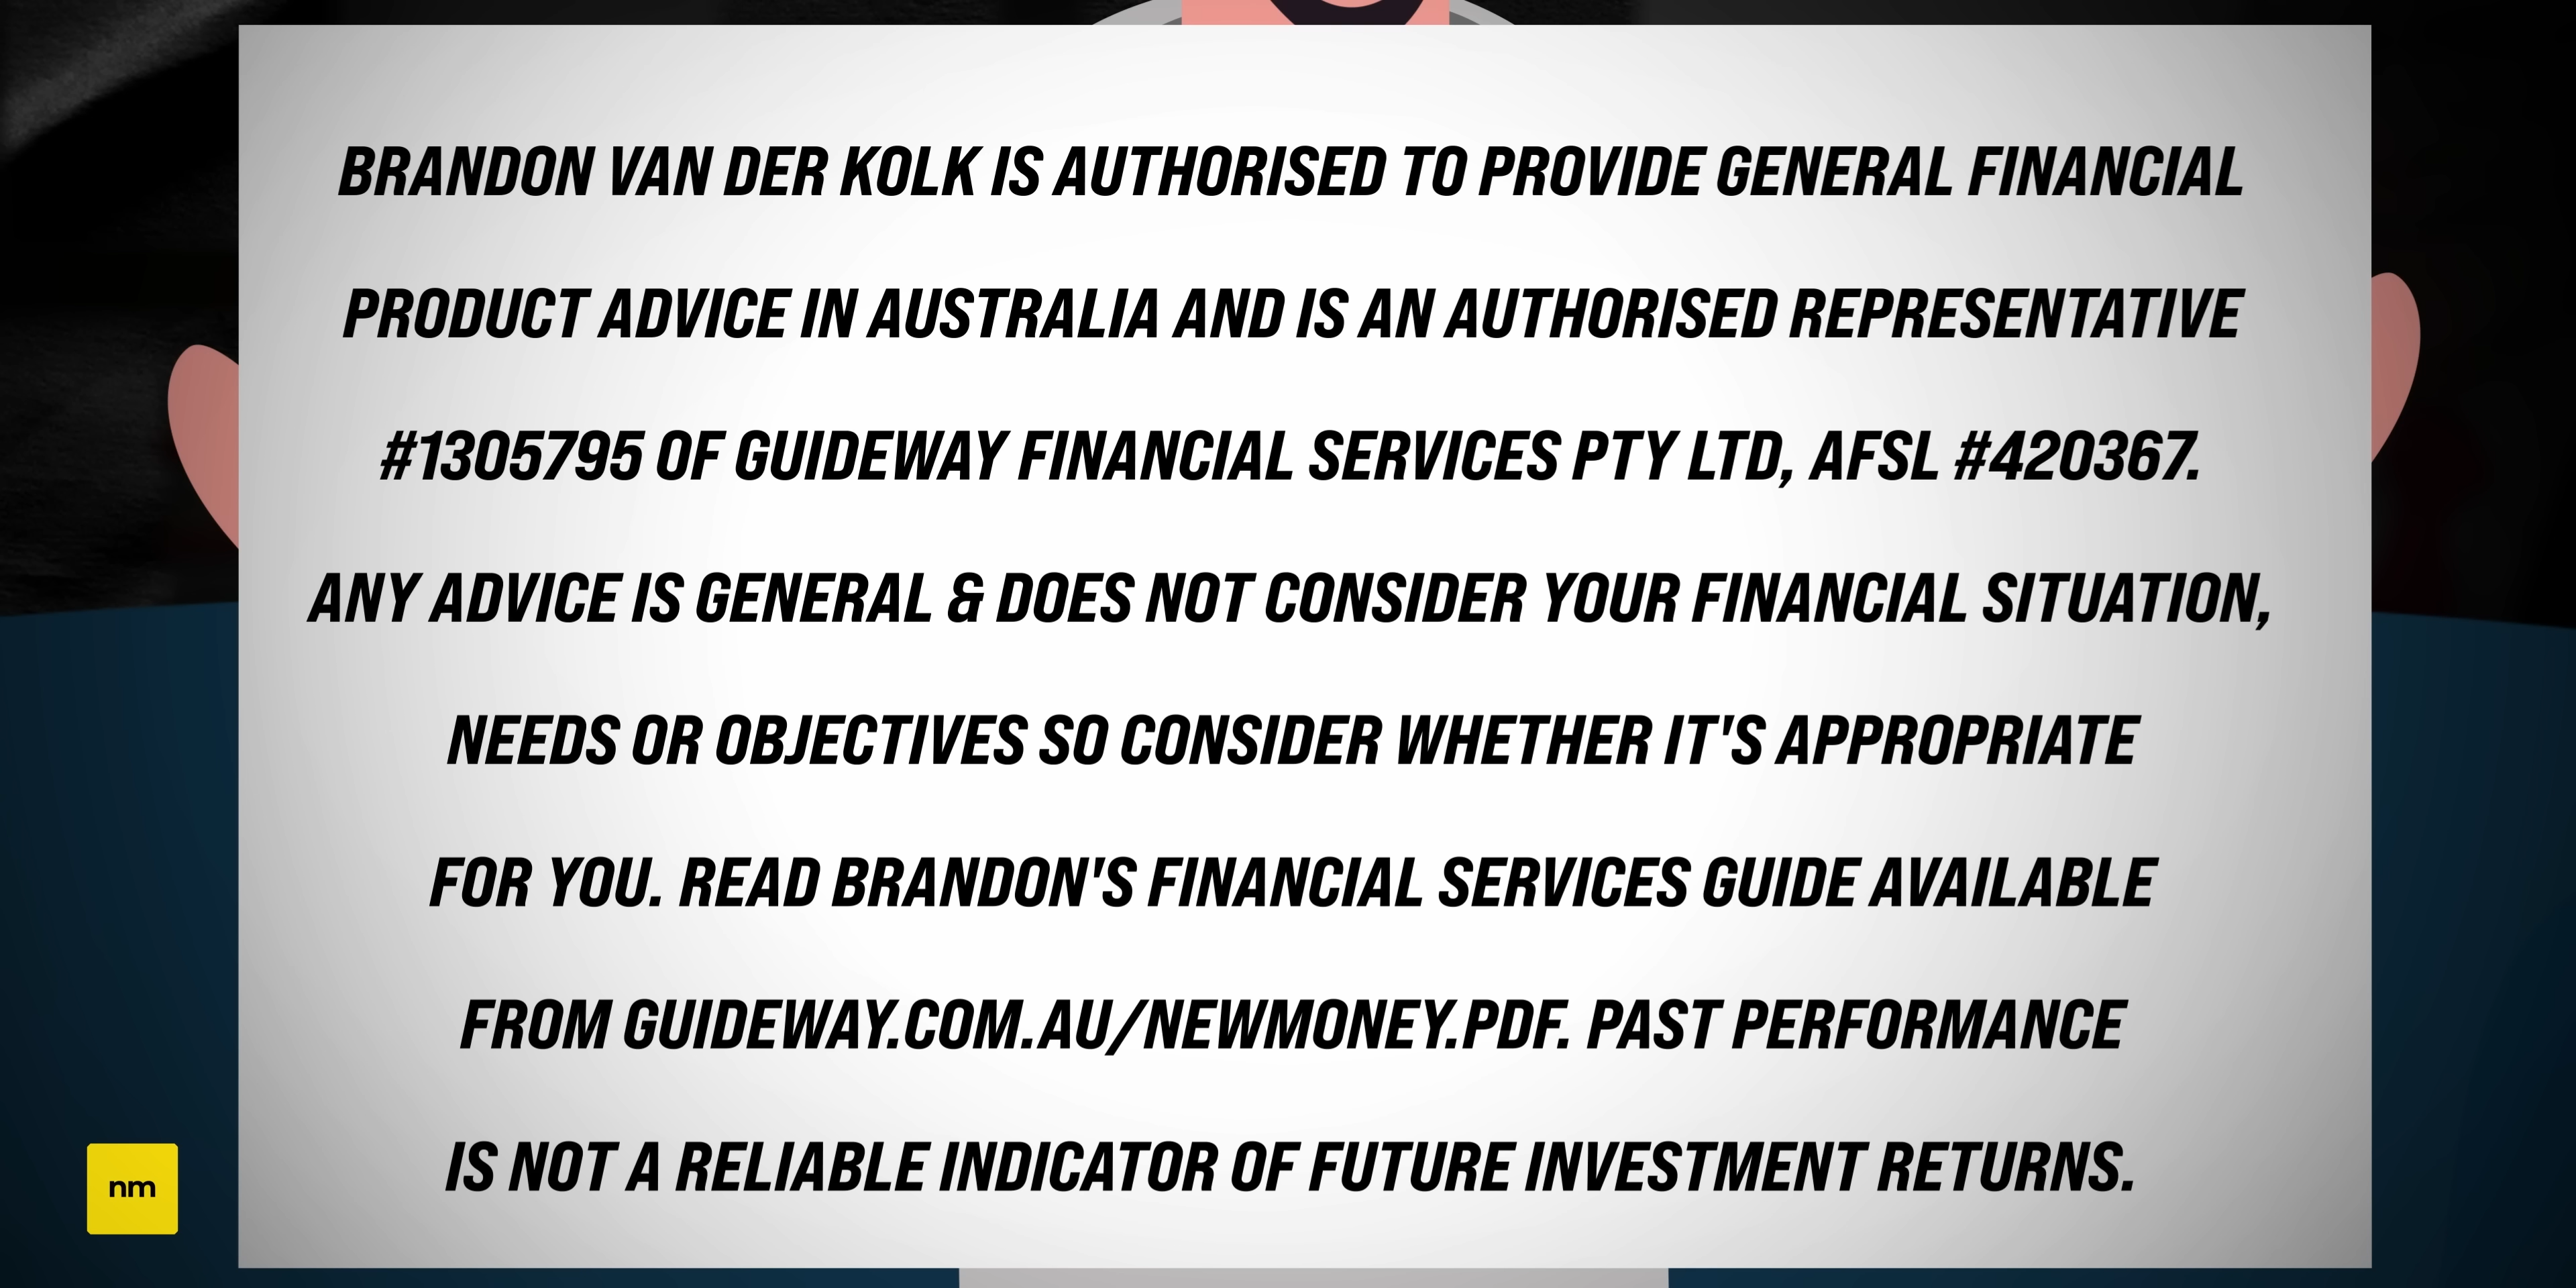 BRANDON VAN DER KOLK IS AUTHORISED TO PROVIDE GENERAL FINANCIAL
PRODUCT ADVICE IN AUSTRALIA AND IS AN AUTHORISED REPRESENTATIVE
#1305795 OF GUIDEWAY FINANCIAL SERVICES PTY LTD, AFSL #420367.
ANY ADVICE IS GENERAL & DOES NOT CONSIDER YOUR FINANCIAL SITUATION,
NEEDS OR OBJECTIVES SO CONSIDER WHETHER IT'S APPROPRIATE
FOR YOU. READ BRANDON'S FINANCIAL SERVICES GUIDE AVAILABLE
FROM GUIDEWAY.COM.AU/NEWMONEY.PDF. PAST PERFORMANCE
IS NOT A RELIABLE INDICATOR OF FUTURE INVESTMENT RETURNS.
nm